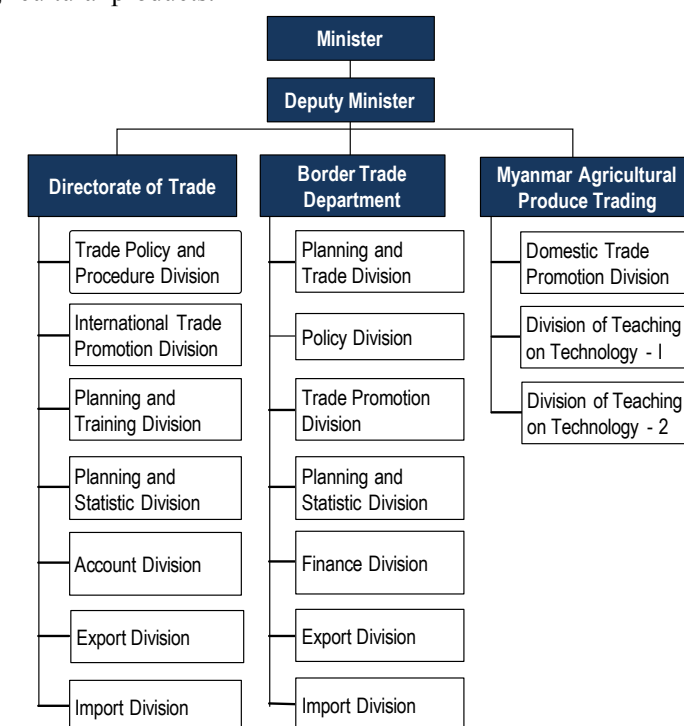 products.
Minister
Deputy Minister
Directorate of Trade
Trade Policy and
Procedure Division
International Trade
Promotion Division
Planning and
Training Division
Planning and
Statistic Division
Account Division
Export Division
Import Division
Border Trade
Department
Planning and
Trade Division
Policy Division
Trade Promotion
Division
Planning and
Statistic Division
Finance Division
Export Division
Import Division
Myanmar Agricultural
Produce Trading
Domestic Trade
Promotion Division
Division of Teaching
on Technology - I
Division of Teaching
on Technology - 2